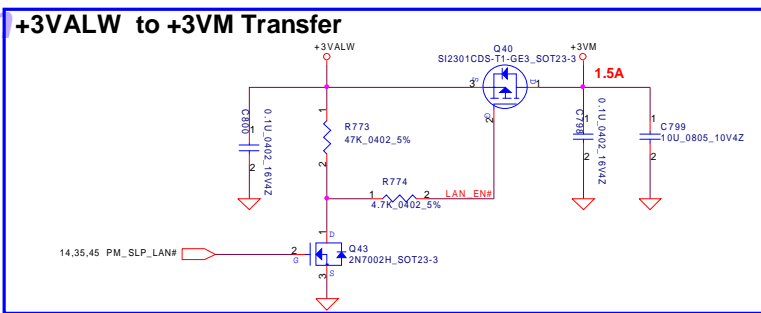 +3VALW to +3VM Transfer
+3VALW
Q40
SI2301CDS-T1-GE3_SOT23-3
+3VM
1.5A
3
S
D
1
G
2
C800
1
2
0.1U_0402_16V4Z
1
R773
47K_0402_5%
2
C798
1
2
0.1U_0402_16V4Z
1
C799
10U_0805_10V4Z
2
R774
1
2
LAN_EN#
4.7K_0402_5%
14,35,45 PM_SLP_LAN#
2
G
1
D
Q43
2N7002H_SOT23-3
3
S